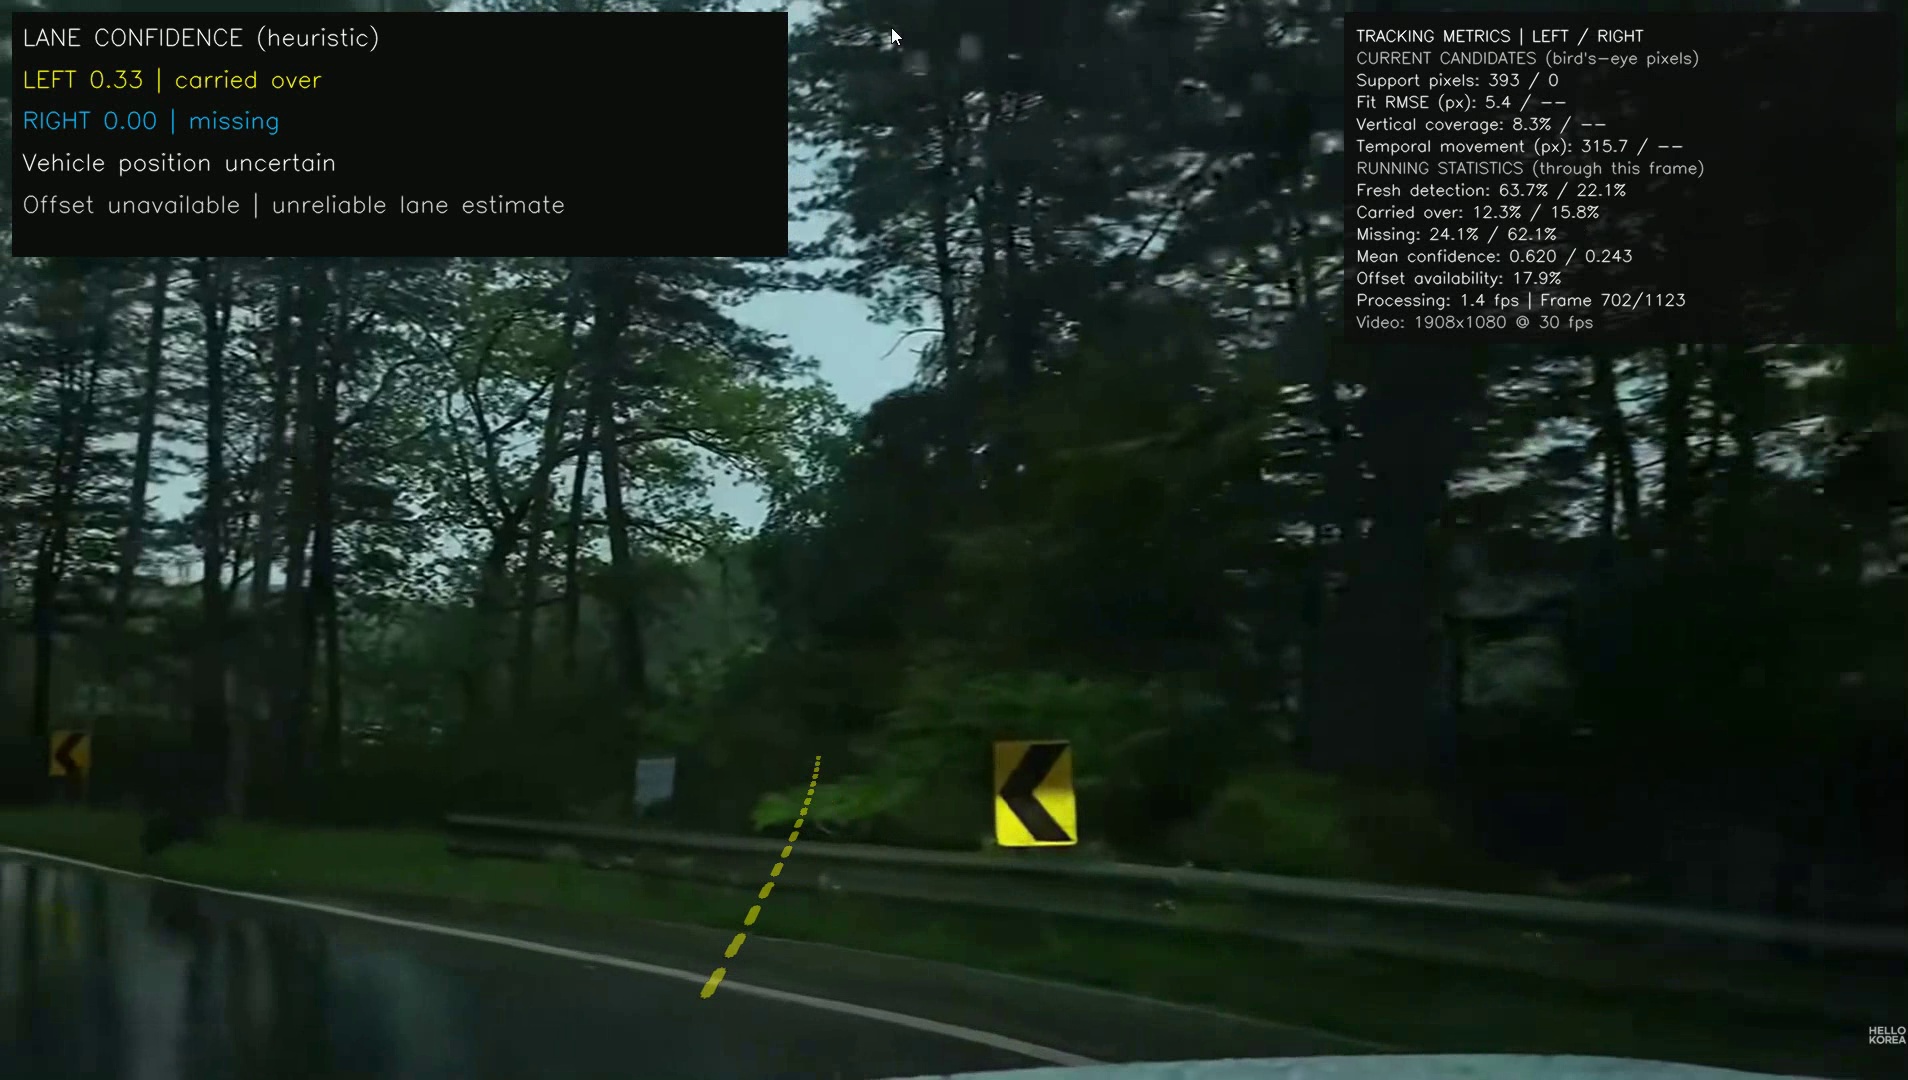 LANE CONFIDENCE (heuristic)
LEFT 0.33 | carried over
RIGHT 0.00 | missing
Vehicle position uncertain
Offset unavailable | unreliable lane estimate
TRACKING METRICS | LEFT / RIGHT
CURRENT CANDIDATES (bird's-eye pixels)
Support pixels: 393 / 0
Fit RMSE (px): 5.4 / --
Vertical coverage: 8.3% / --
Temporal movement (px): 315.7 / --
RUNNING STATISTICS (through this frame)
Fresh detection: 63.7% / 22.1%
Carried over: 12.3% / 15.8%
Missing: 24.1% / 62.1%
Mean confidence: 0.620 / 0.243
Offset availability: 17.9%
Processing: 1.4 fps | Frame 702/1123
Video: 1908x1080 @ 30 fps
HELLO
KOREA